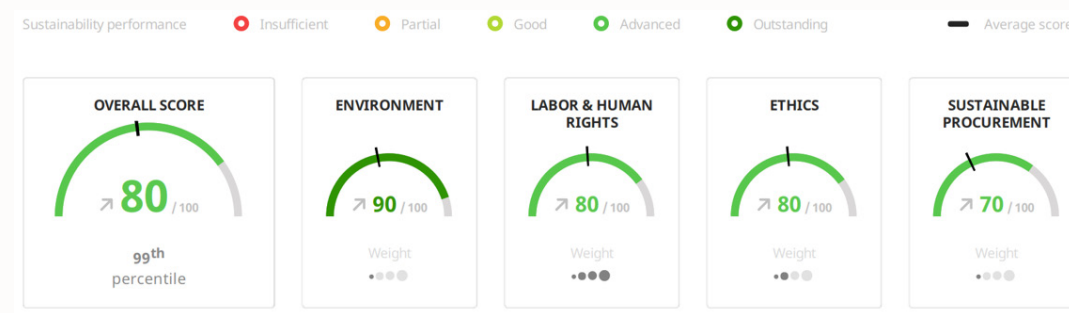 Sustainability performance
Insufficient
Partial
Good
Advanced
Outstanding
Average score
OVERALL SCORE
80 / 100
99th
percentile
ENVIRONMENT
90 / 100
Weight
LABOR & HUMAN
RIGHTS
80 / 100
Weight
ETHICS
80 / 100
Weight
SUSTAINABLE
PROCUREMENT
70 / 100
Weight